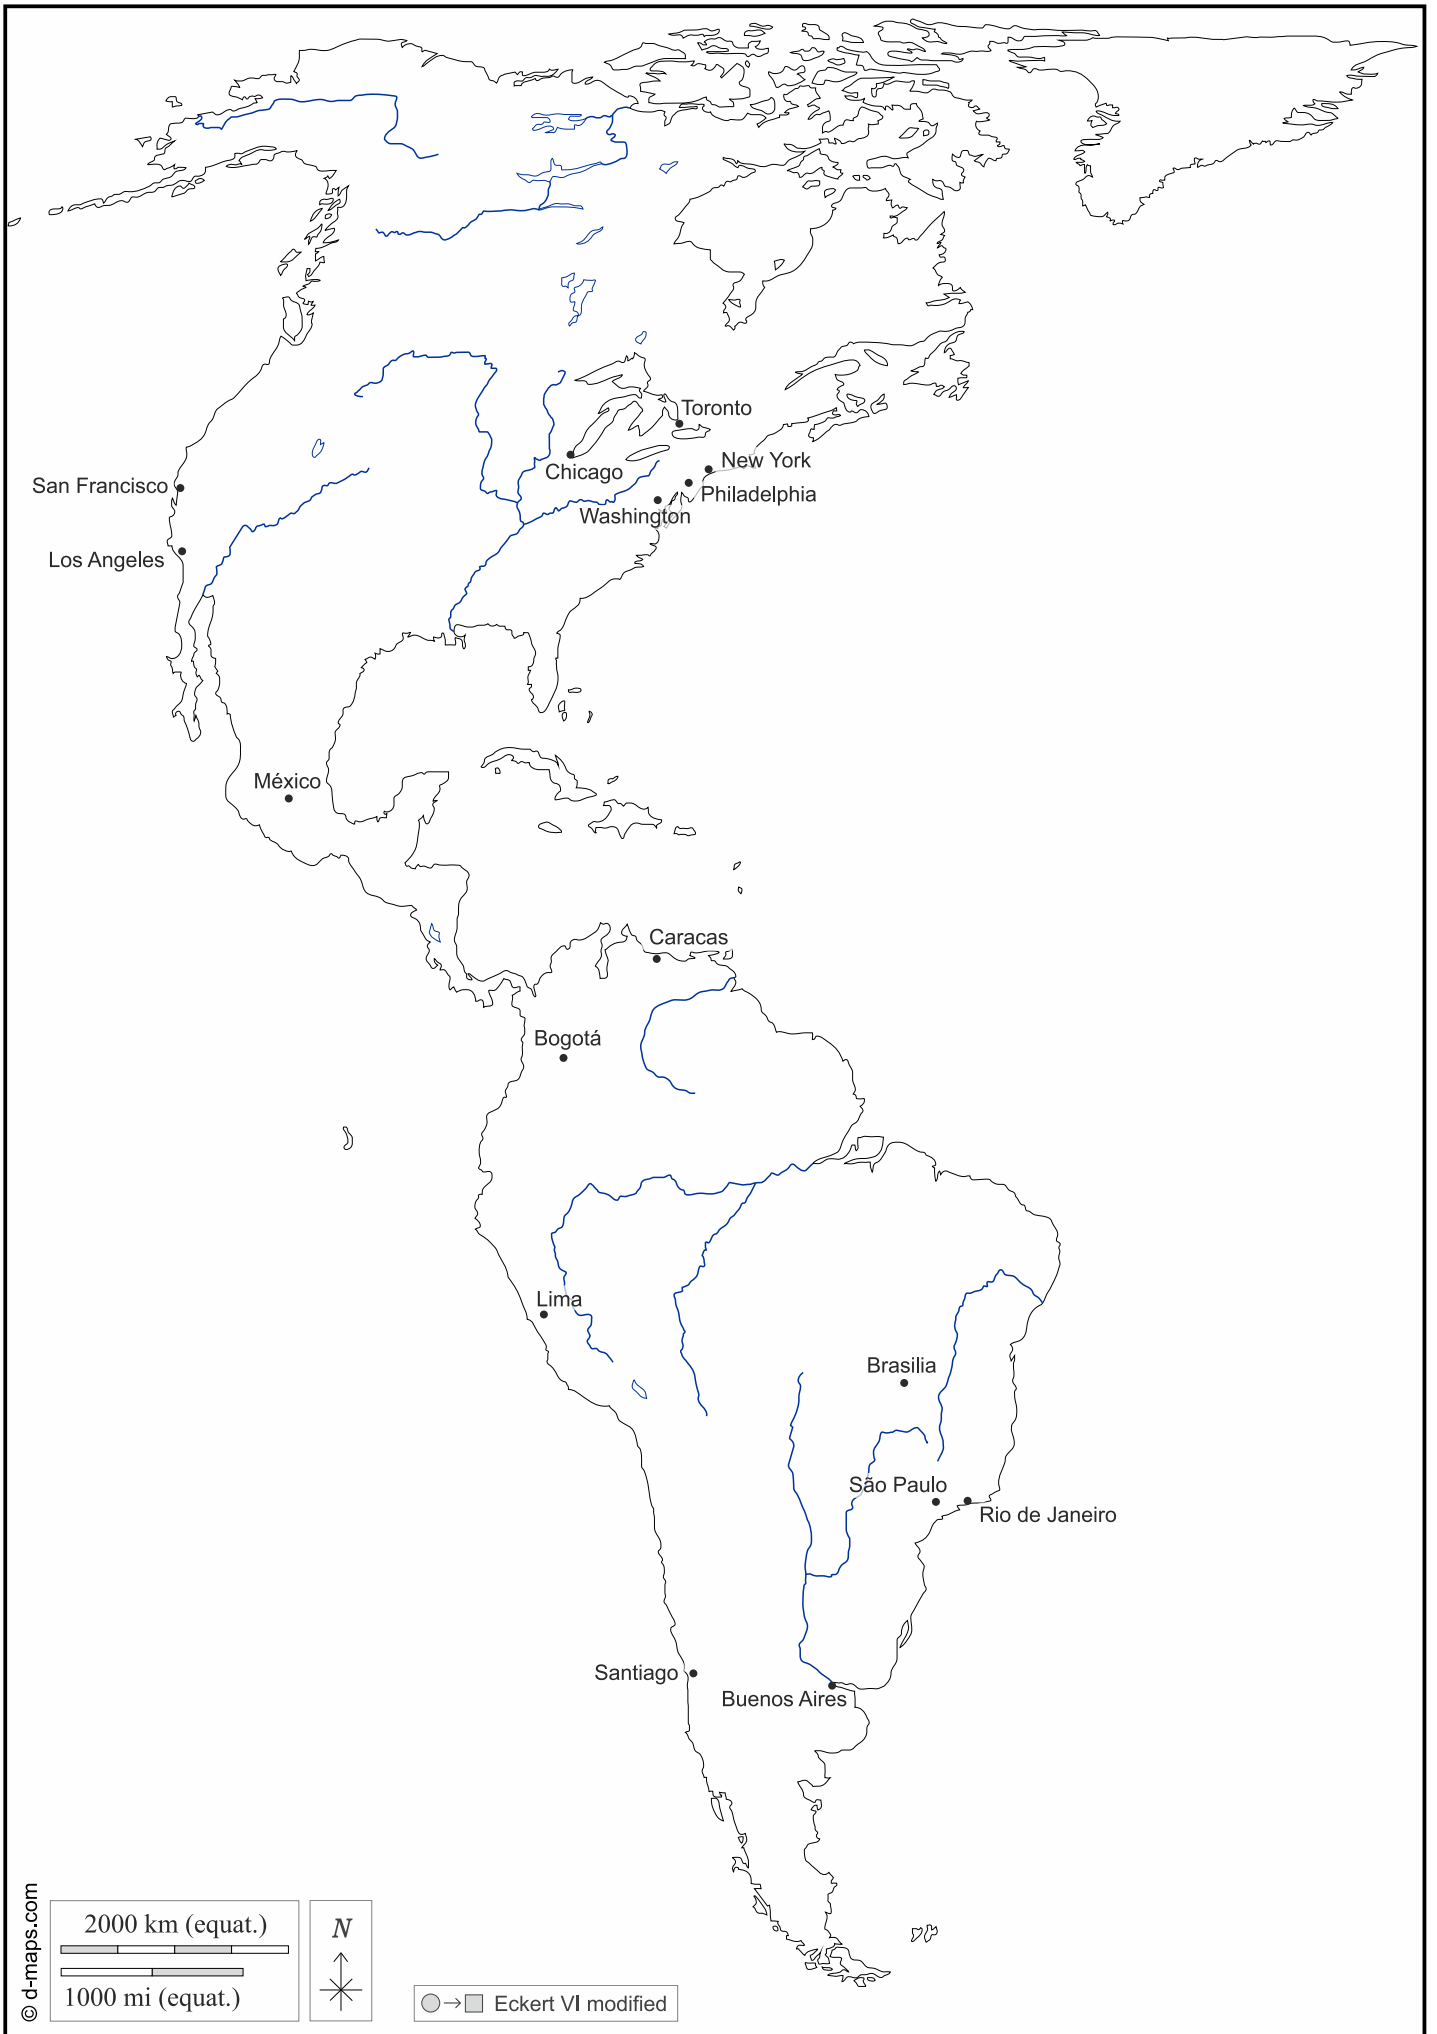 Toronto
New York
Chicago
San Francisco
Philadelphia
Washington
Los Angeles
México
Caracas
Bogotá
Lima
Brasilia
São Paulo
Rio de Janeiro
Santiago
Buenos Aires
© d-maps.com
2000 km (equat.)
1000 mi (equat.)
N
Eckert VI modified